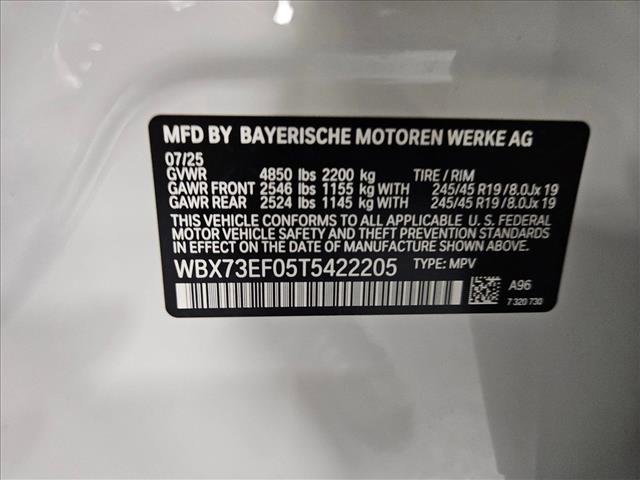 MFD BY BAYERISCHE MOTOREN WERKE AG
07/25
GVWR 4850 lbs 2200 kg TIRE / RIM
GAWR FRONT 2546 lbs 1155 kg WITH 245/45 R19 / 8.0Jx 19
GAWR REAR 2524 lbs 1145 kg WITH 245/45 R19 / 8.0Jx 19
THIS VEHICLE CONFORMS TO ALL APPLICABLE U. S. FEDERAL
MOTOR VEHICLE SAFETY, BUMPER AND THEFT PREVENTION
STANDARDS IN EFFECT ON THE DATE OF MANUFACTURE SHOWN ABOVE.
WBX73EF05T5422205 TYPE: MPV
A96
7 320 730